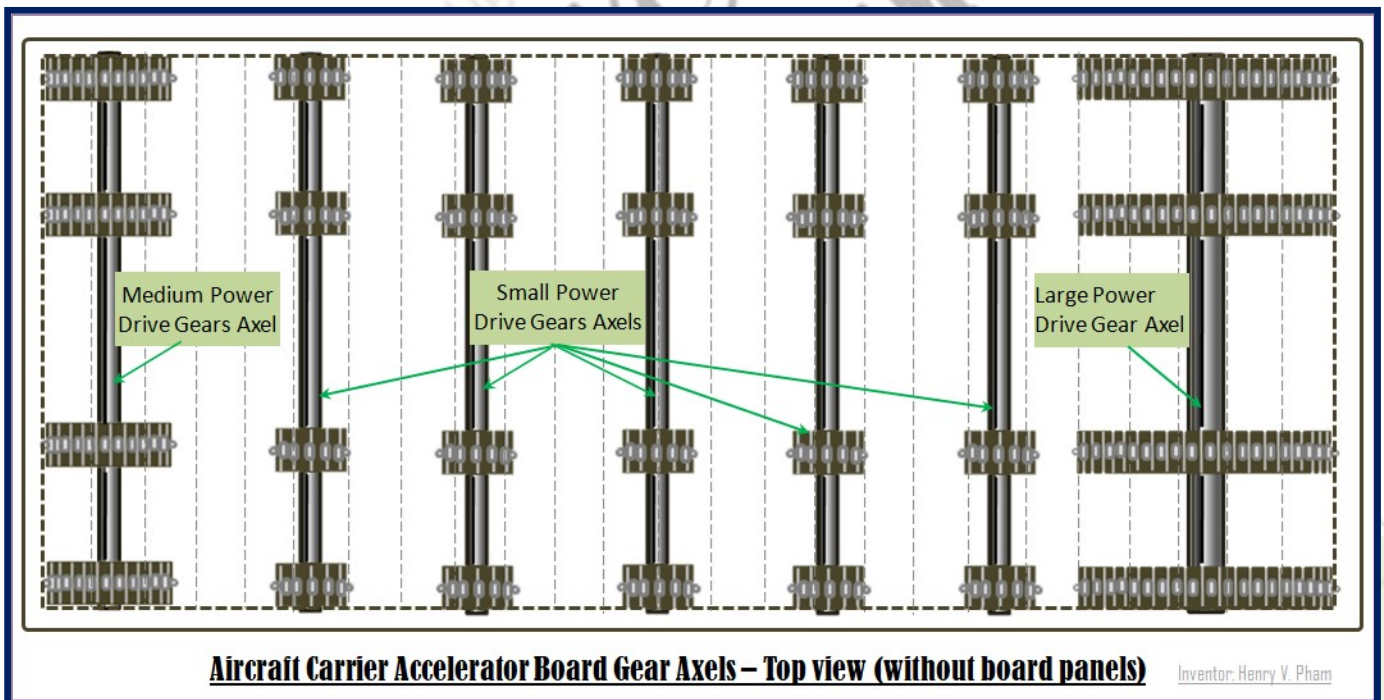 Medium Power
Drive Gears Axel
Small Power
Drive Gears Axels
Large Power
Drive Gear Axel
Aircraft Carrier Accelerator Board Gear Axels – Top view (without board panels)
Inventor: Henry V. Pham